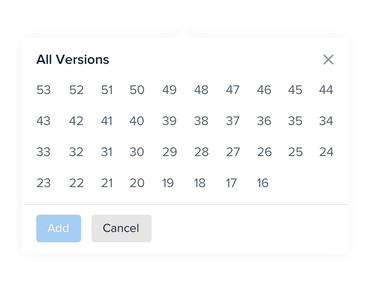 All Versions
53 52 51 50 49 48 47 46 45 44
43 42 41 40 39 38 37 36 35 34
33 32 31 30 29 28 27 26 25 24
23 22 21 20 19 18 17 16
Add Cancel